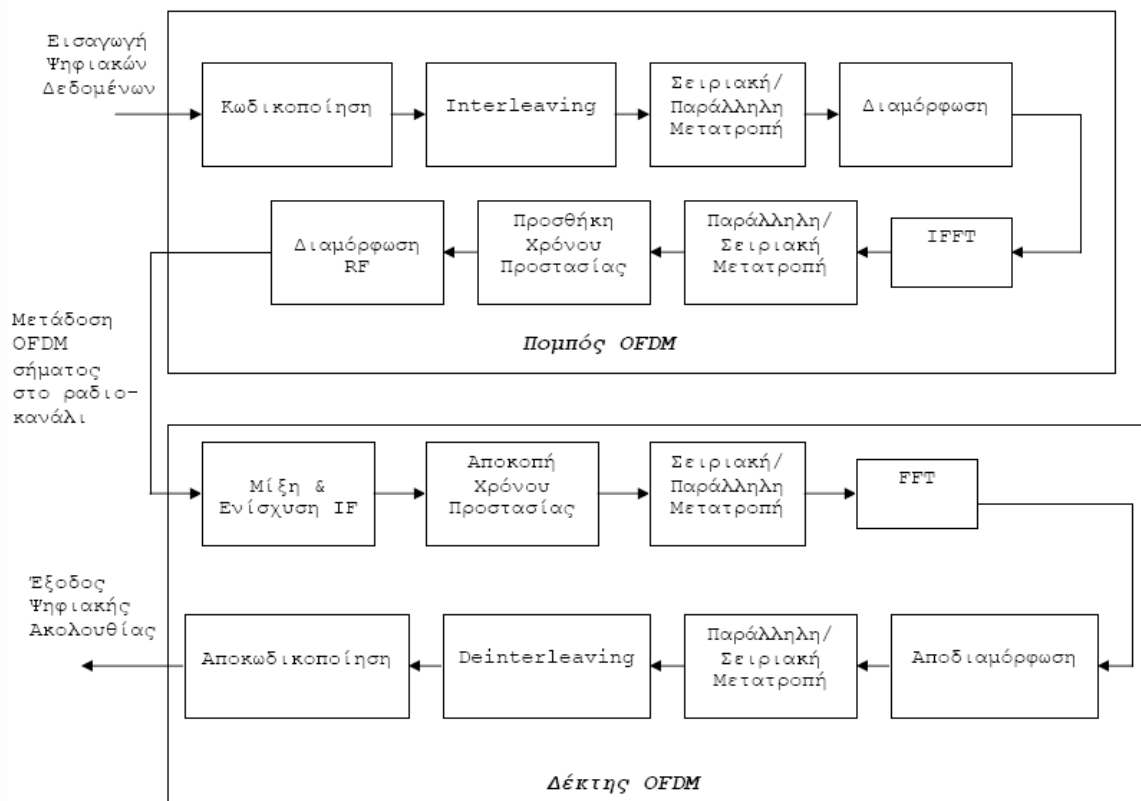 Εισαγωγή
Ψηφιακών
Δεδομένων
Κωδικοποίηση
Interleaving
Σειριακή/
Παράλληλη
Μετατροπή
Διαμόρφωση
IFFT
Παράλληλη/
Σειριακή
Μετατροπή
Προσθήκη
Χρόνου
Προστασίας
Διαμόρφωση
RF
Πομπός OFDM
Μετάδοση
OFDM
σήματος
στο ραδιο-
κανάλι
Μίξη &
Ενίσχυση IF
Αποκοπή
Χρόνου
Προστασίας
Σειριακή/
Παράλληλη
Μετατροπή
FFT
Αποδιαμόρφωση
Παράλληλη/
Σειριακή
Μετατροπή
Deinterleaving
Αποκωδικοποίηση
Έξοδος
Ψηφιακής
Ακολουθίας
Δέκτης OFDM